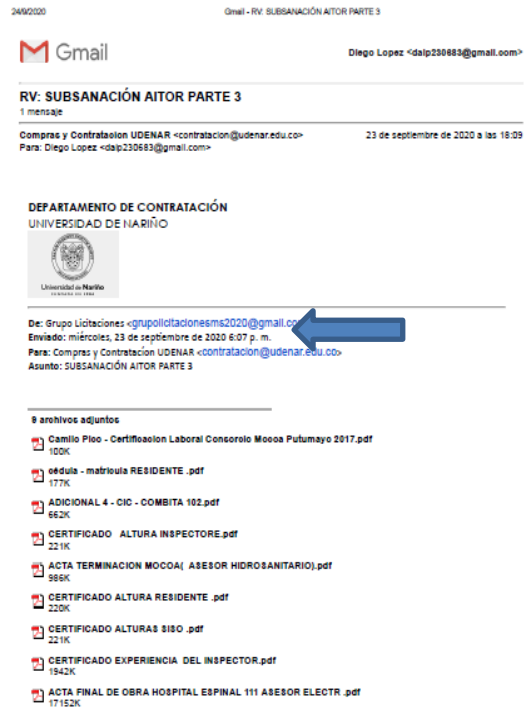 24/9/2020
Gmail - RV: SUBSANACIÓN AITOR PARTE 3
Gmail
Diego Lopez <dalp230683@gmail.com>
RV: SUBSANACIÓN AITOR PARTE 3
1 mensaje
Compras y Contratacion UDENAR <contratacion@udenar.edu.co>
23 de septiembre de 2020 a las 18:09
Para: Diego Lopez <dalp230683@gmail.com>
DEPARTAMENTO DE CONTRATACIÓN
UNIVERSIDAD DE NARIÑO
Universidad de Nariño
FUNDADA EN 1904
De: Grupo Licitaciones <grupolicitacionesms2020@gmail.co
Enviado: miércoles, 23 de septiembre de 2020 6:07 p. m.
Para: Compras y Contratacion UDENAR <contratacion@udenar.edu.co>
Asunto: SUBSANACIÓN AITOR PARTE 3
9 archivos adjuntos
Camilo Pico - Certificacion Laboral Consorcio Mocoa Putumayo 2017.pdf
100K
cédula - matricula RESIDENTE .pdf
177K
ADICIONAL 4 - CIC - COMBITA 102.pdf
662K
CERTIFICADO ALTURA INSPECTORE.pdf
221K
ACTA TERMINACION MOCOA( ASESOR HIDROSANITARIO).pdf
986K
CERTIFICADO ALTURA RESIDENTE .pdf
220K
CERTIFICADO ALTURAS SISO .pdf
221K
CERTIFICADO EXPERIENCIA DEL INSPECTOR.pdf
1942K
ACTA FINAL DE OBRA HOSPITAL ESPINAL 111 ASESOR ELECTR .pdf
17152K